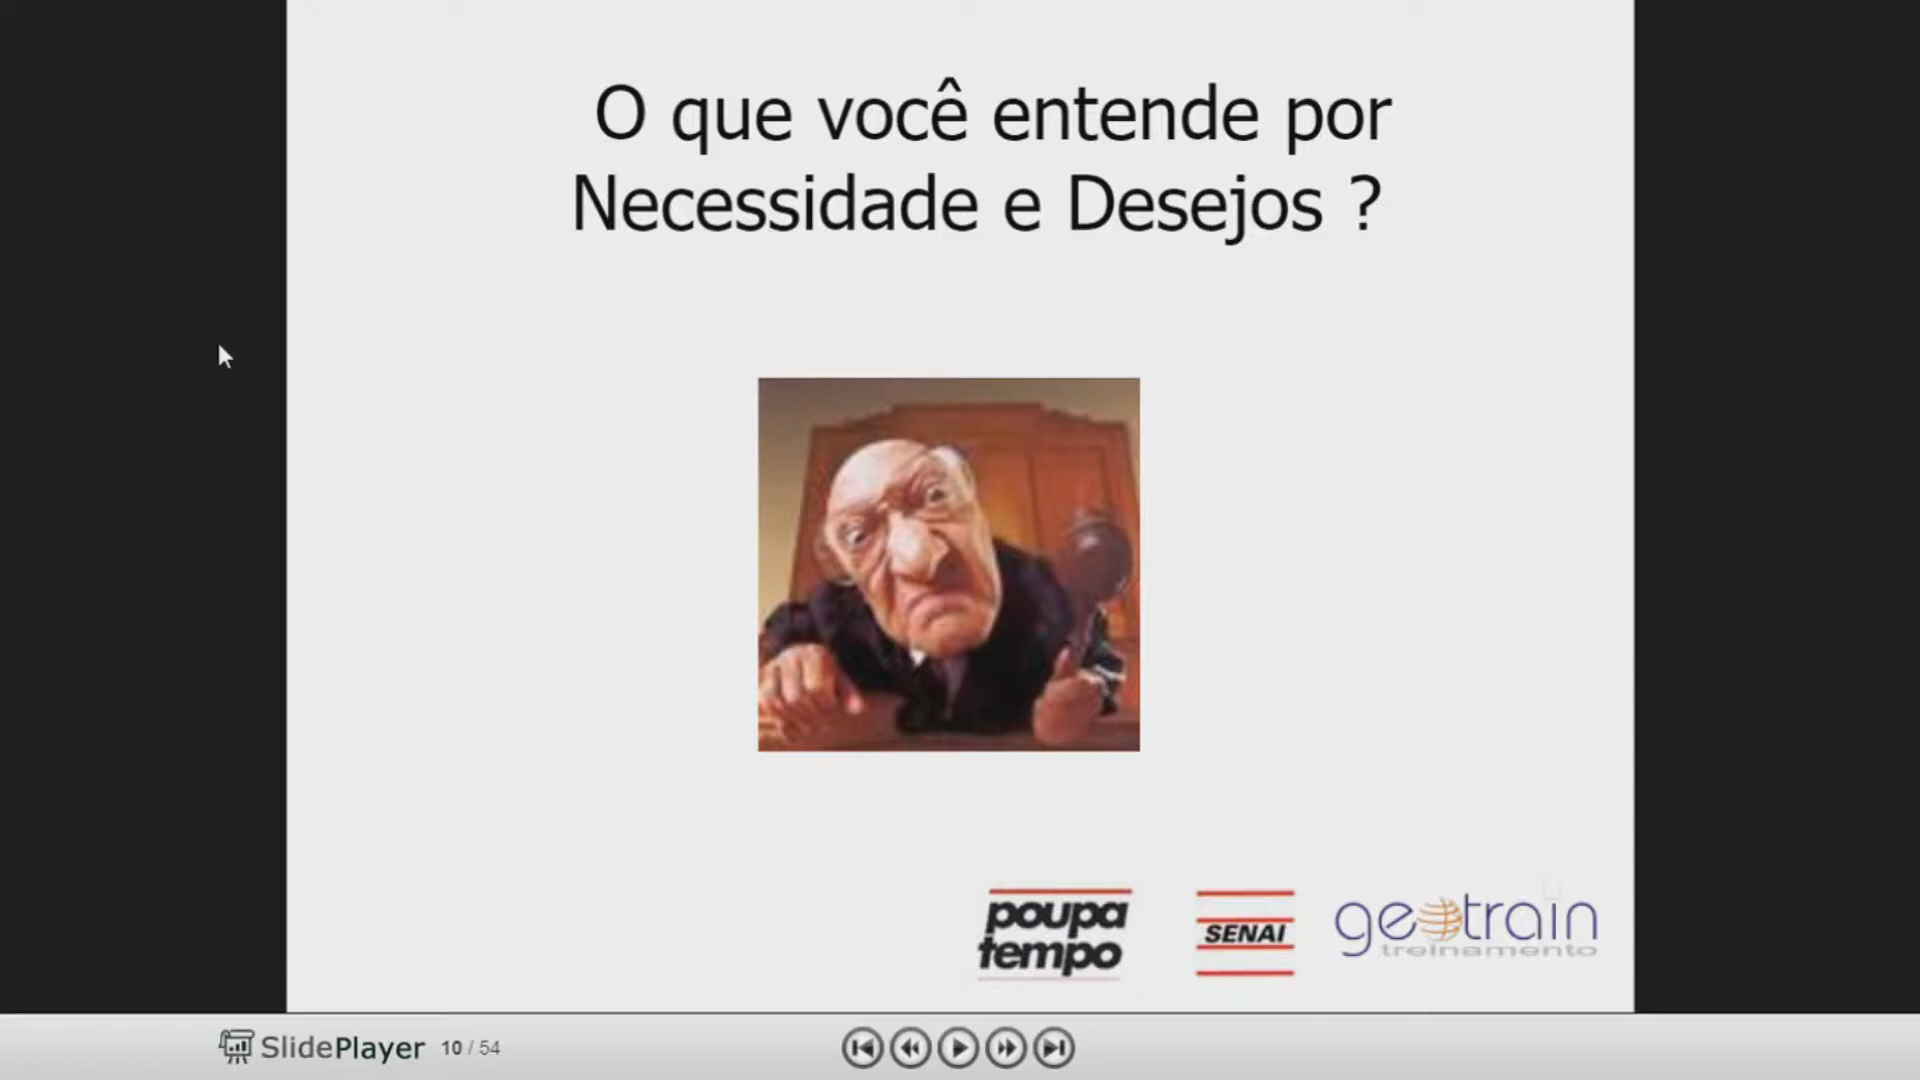 O que você entende por
Necessidade e Desejos ?
poupa
tempo
SENAI
geotrain
treinamento
SlidePlayer 10 / 54